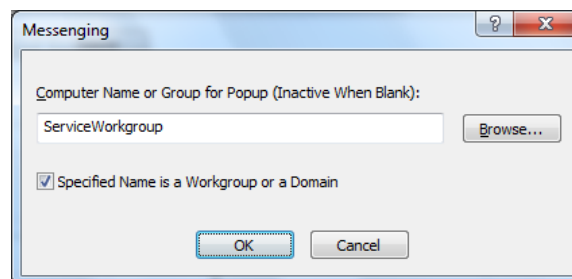 Messenging
Computer Name or Group for Popup (Inactive When Blank):
ServiceWorkgroup
Browse...
Specified Name is a Workgroup or a Domain
OK
Cancel